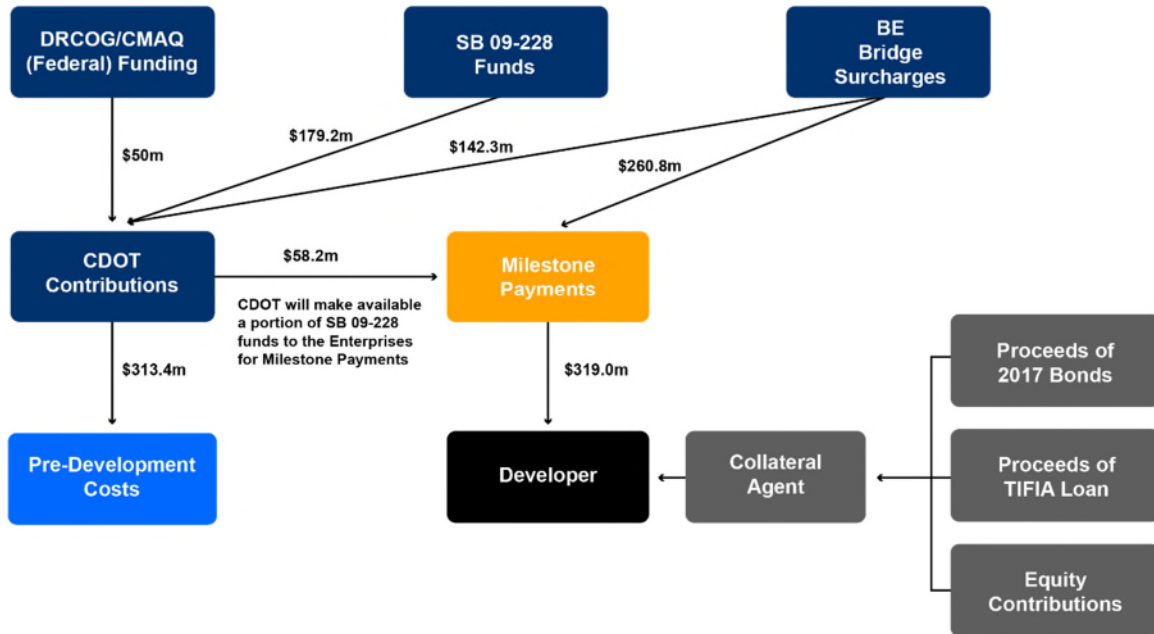 DRCOG/CMAQ
(Federal) Funding
SB 09-228
Funds
BE
Bridge
Surcharges
$50m
$179.2m
$142.3m
$260.8m
CDOT
Contributions
$58.2m
CDOT will make available
a portion of SB 09-228
funds to the Enterprises
for Milestone Payments
Milestone
Payments
$313.4m
$319.0m
Pre-Development
Costs
Developer
Collateral
Agent
Proceeds of
2017 Bonds
Proceeds of
TIFIA Loan
Equity
Contributions